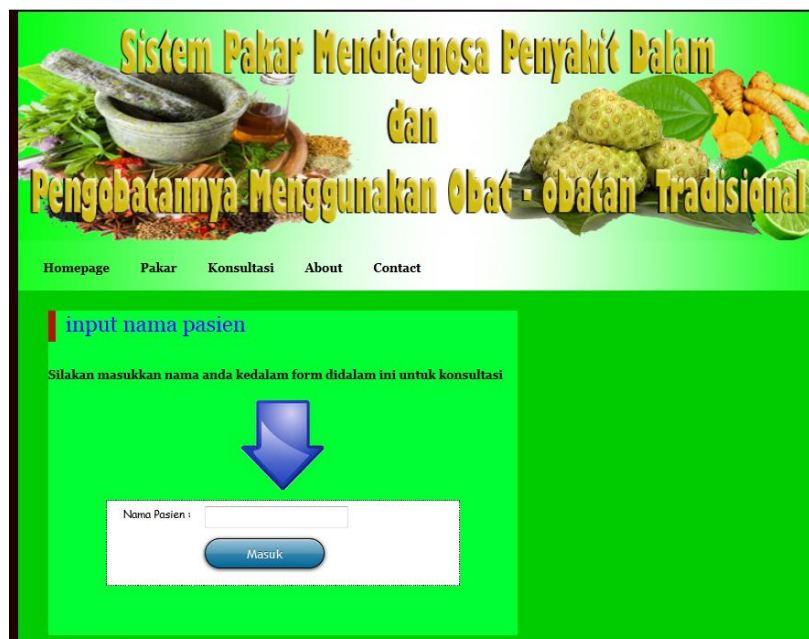 Sistem Pakar Mendiagnosa Penyakit Dalam
dan
Pengobatannya Menggunakan Obat - obatan Tradisional
Homepage Pakar Konsultasi About Contact
input nama pasien
Silakan masukkan nama anda kedalam form didalam ini untuk konsultasi
Nama Pasien :
Masuk